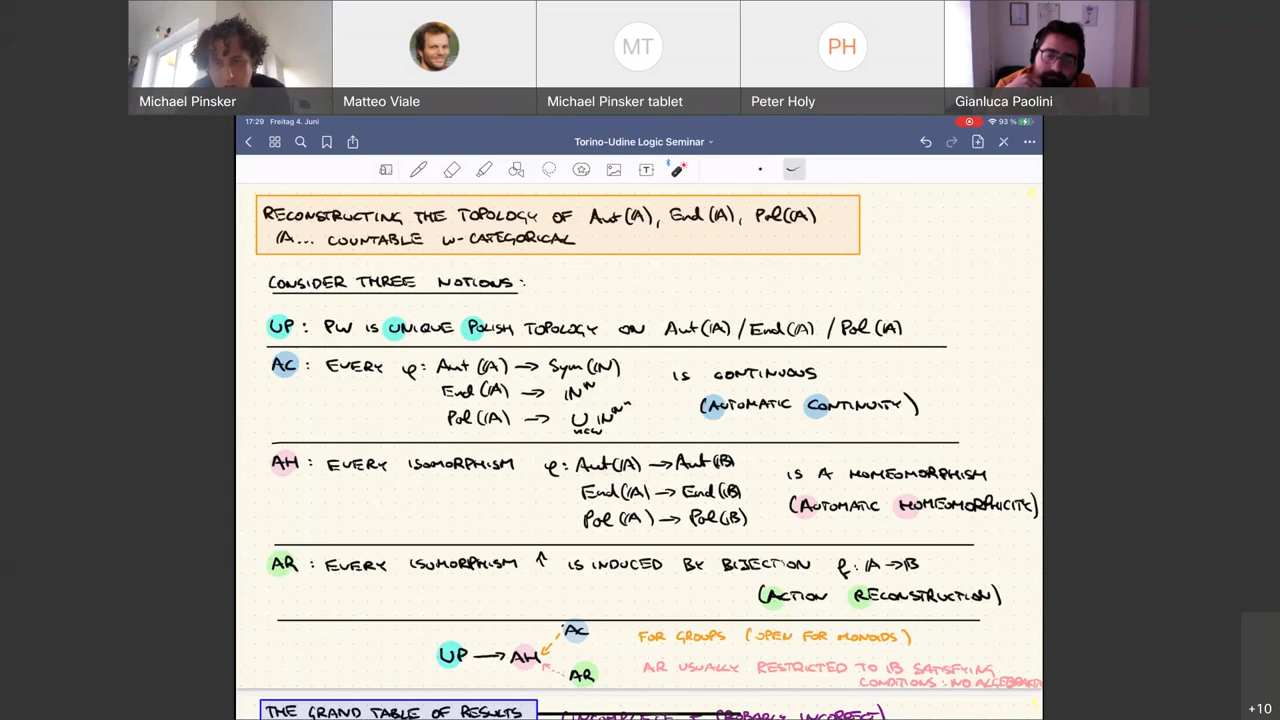 MT
PH
Michael Pinsker
Matteo Viale
Michael Pinsker tablet
Peter Holy
Gianluca Paolini
17:29 Freitag 4. Juni
93 %
Torino-Udine Logic Seminar
RECONSTRUCTING THE TOPOLOGY OF Aut(𝔸), End(𝔸), Pol(𝔸)
𝔸... COUNTABLE ω-CATEGORICAL
CONSIDER THREE NOTIONS:
UP: PW IS UNIQUE POLISH TOPOLOGY ON Aut(𝔸) / End(𝔸) / Pol(𝔸)
AC: EVERY φ: Aut(𝔸) → Sym(ℕ)
IS CONTINUOUS
End(𝔸) → ℕ^ℕ
(AUTOMATIC CONTINUITY)
Pol(𝔸) → ∪_{n∈ω} ℕ^{ℕ^n}
AH: EVERY ISOMORPHISM φ: Aut(𝔸) → Aut(𝔹)
IS A HOMEOMORPHISM
End(𝔸) → End(𝔹)
(AUTOMATIC HOMEOMORPHICITY)
Pol(𝔸) → Pol(𝔹)
AR: EVERY ISOMORPHISM ↑ IS INDUCED BY BIJECTION f: 𝔸 → 𝔹
(ACTION RECONSTRUCTION)
AC
FOR GROUPS (OPEN FOR MONOIDS)
UP → AH
AR USUALLY RESTRICTED TO 𝔹 SATISFYING
AR
CONDITIONS: NO ALGEBRAIC
THE GRAND TABLE OF RESULTS (INCOMPLETE + PROBABLY INCORRECT)
+10